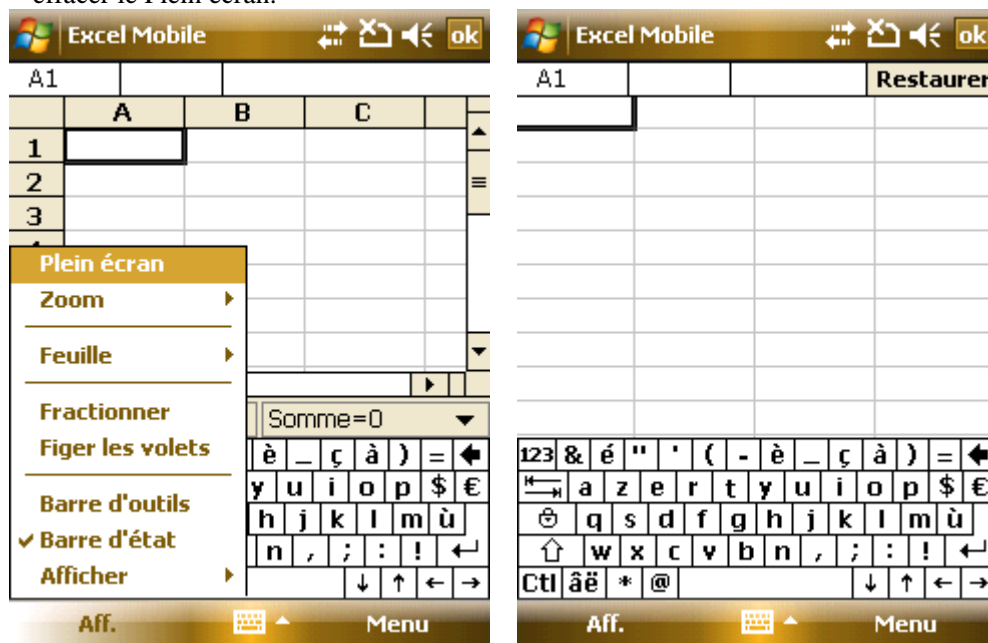 effacer le Plein écran.
Excel Mobile ok
A1
A B C
1
2
3
Plein écran
Zoom
Feuille
Fractionner
Figer les volets
Barre d'outils
Barre d'état
Afficher
Somme=0
è _ ç à ) =
y u i o p $ €
h j k l m ù
n , ; : !
↓ ↑ ← →
Aff. Menu
Excel Mobile ok
A1 Restaurer
123 & é " ' ( - è _ ç à ) =
a z e r t y u i o p $ €
q s d f g h j k l m ù
w x c v b n , ; : !
Ctl âë * @ ↓ ↑ ← →
Aff. Menu